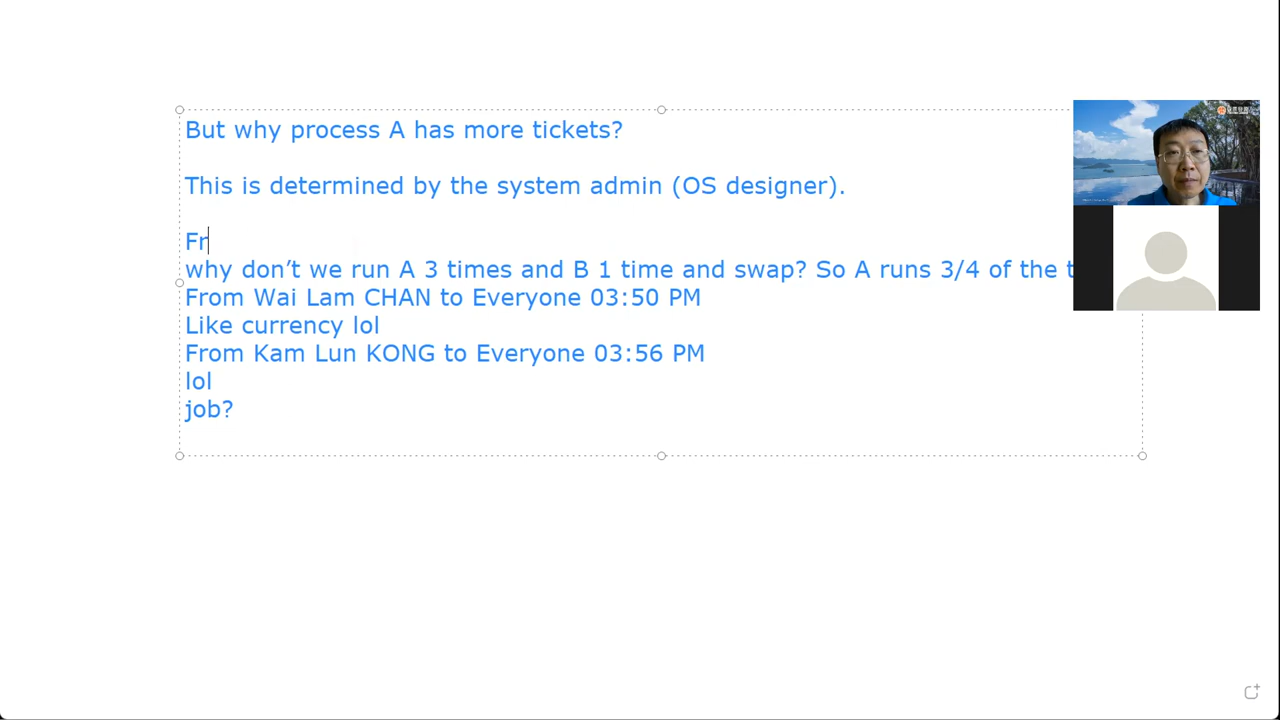 But why process A has more tickets?
This is determined by the system admin (OS designer).
Fr
why don’t we run A 3 times and B 1 time and swap? So A runs 3/4 of the t
From Wai Lam CHAN to Everyone 03:50 PM
Like currency lol
From Kam Lun KONG to Everyone 03:56 PM
lol
job?